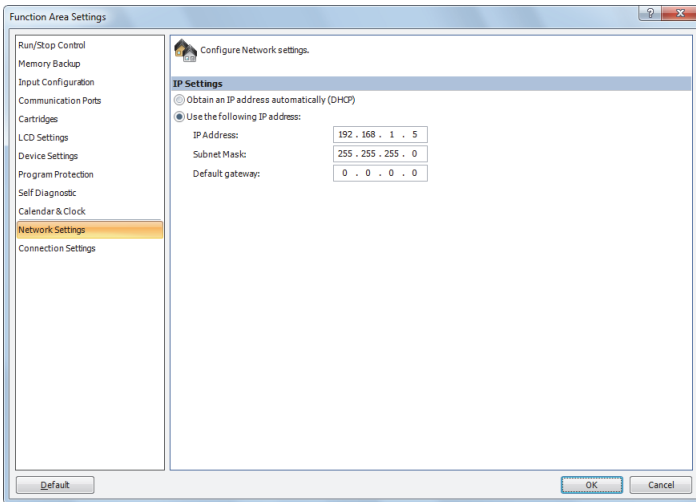 Function Area Settings
?
X
Run/Stop Control
Memory Backup
Input Configuration
Communication Ports
Cartridges
LCD Settings
Device Settings
Program Protection
Self Diagnostic
Calendar & Clock
Network Settings
Connection Settings
Configure Network settings.
IP Settings
Obtain an IP address automatically (DHCP)
Use the following IP address:
IP Address: 192 . 168 . 1 . 5
Subnet Mask: 255 . 255 . 255 . 0
Default gateway: 0 . 0 . 0 . 0
Default
OK
Cancel